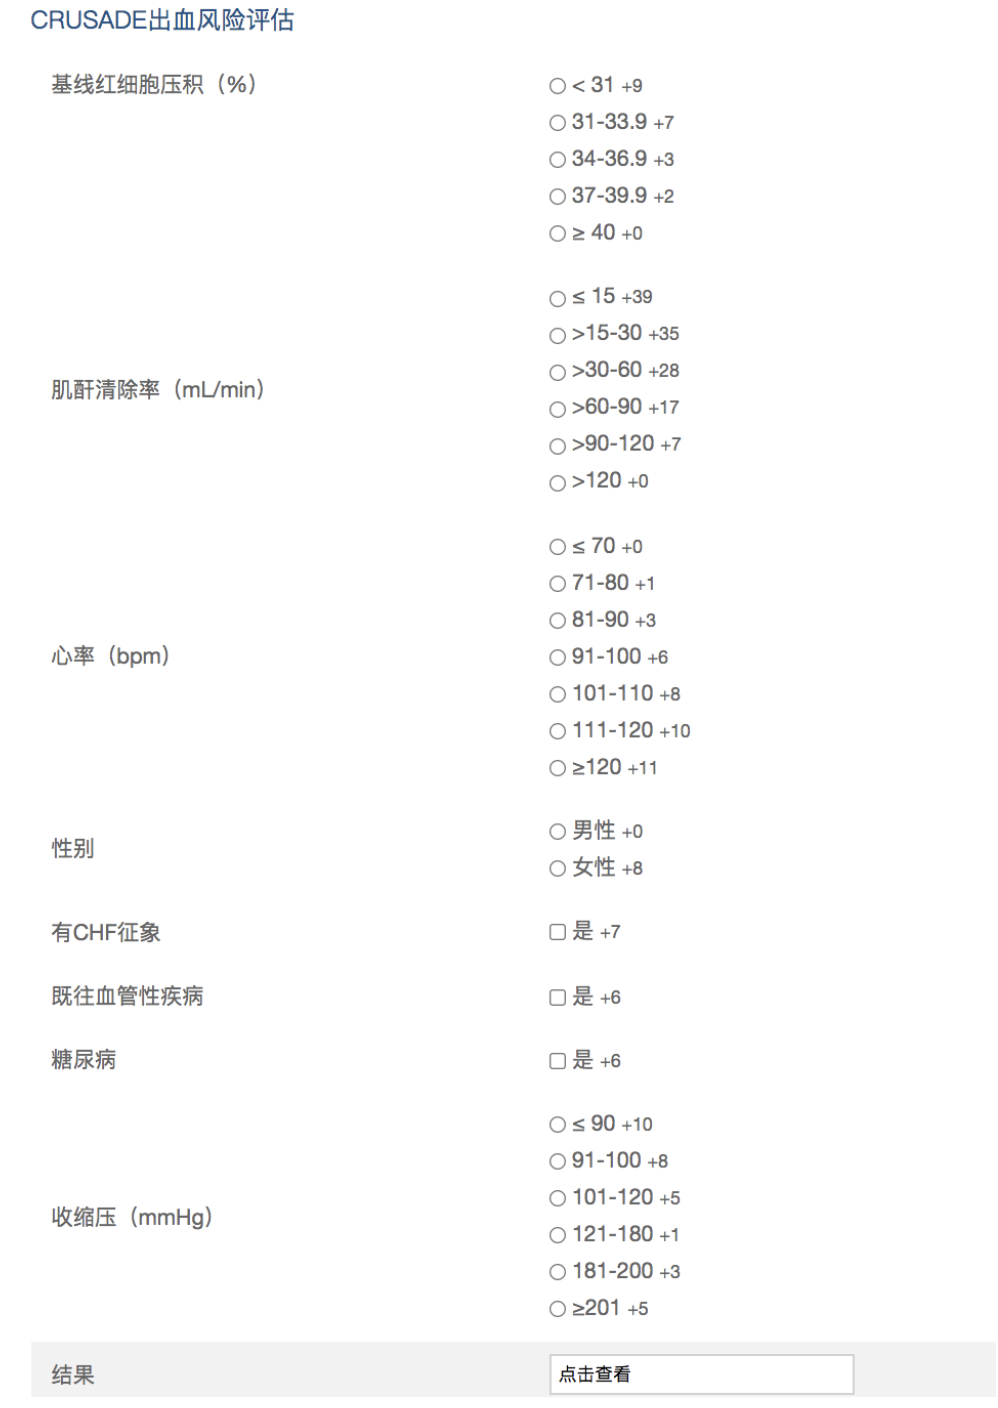 CRUSADE出血风险评估
基线红细胞压积（%）
< 31 +9
31-33.9 +7
34-36.9 +3
37-39.9 +2
≥ 40 +0
肌酐清除率（mL/min）
≤ 15 +39
>15-30 +35
>30-60 +28
>60-90 +17
>90-120 +7
>120 +0
心率（bpm）
≤ 70 +0
71-80 +1
81-90 +3
91-100 +6
101-110 +8
111-120 +10
≥120 +11
性别
男性 +0
女性 +8
有CHF征象
是 +7
既往血管性疾病
是 +6
糖尿病
是 +6
收缩压（mmHg）
≤ 90 +10
91-100 +8
101-120 +5
121-180 +1
181-200 +3
≥201 +5
结果
点击查看